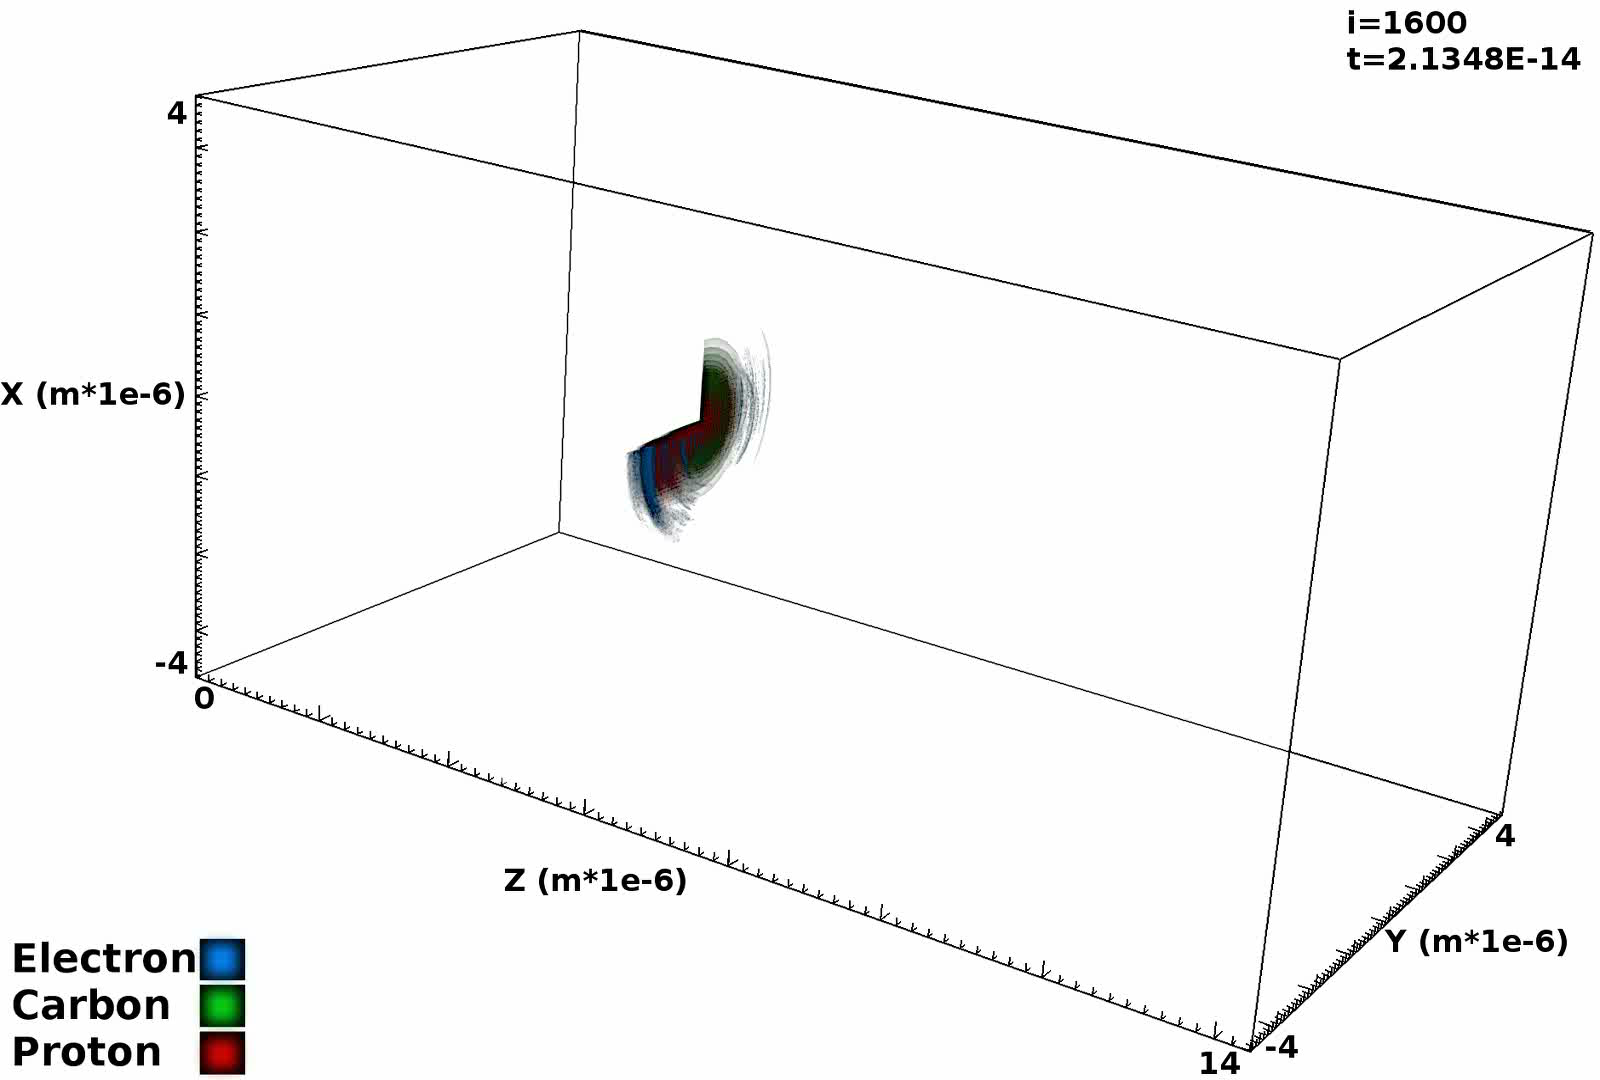 i=1600
t=2.1348E-14
4
X (m*1e-6)
-4
0
Z (m*1e-6)
4
Y (m*1e-6)
14
-4
Electron
Carbon
Proton